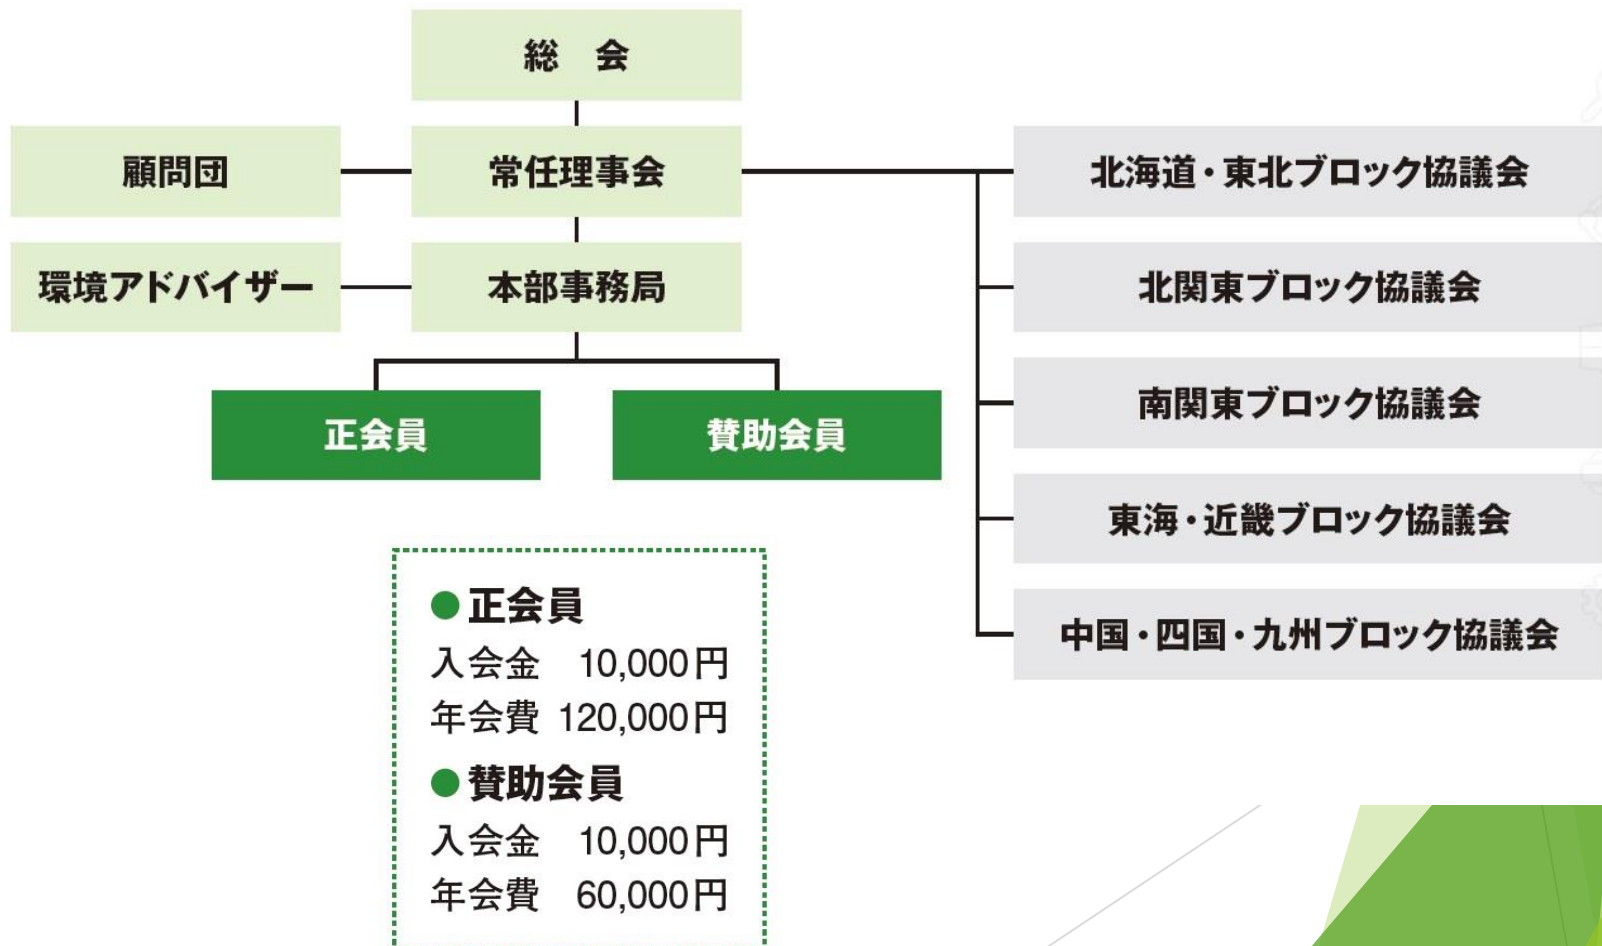 総　会
顧問団
常任理事会
環境アドバイザー
本部事務局
正会員
賛助会員
北海道・東北ブロック協議会
北関東ブロック協議会
南関東ブロック協議会
東海・近畿ブロック協議会
中国・四国・九州ブロック協議会
●正会員
入会金　10,000円
年会費 120,000円
●賛助会員
入会金　10,000円
年会費　60,000円